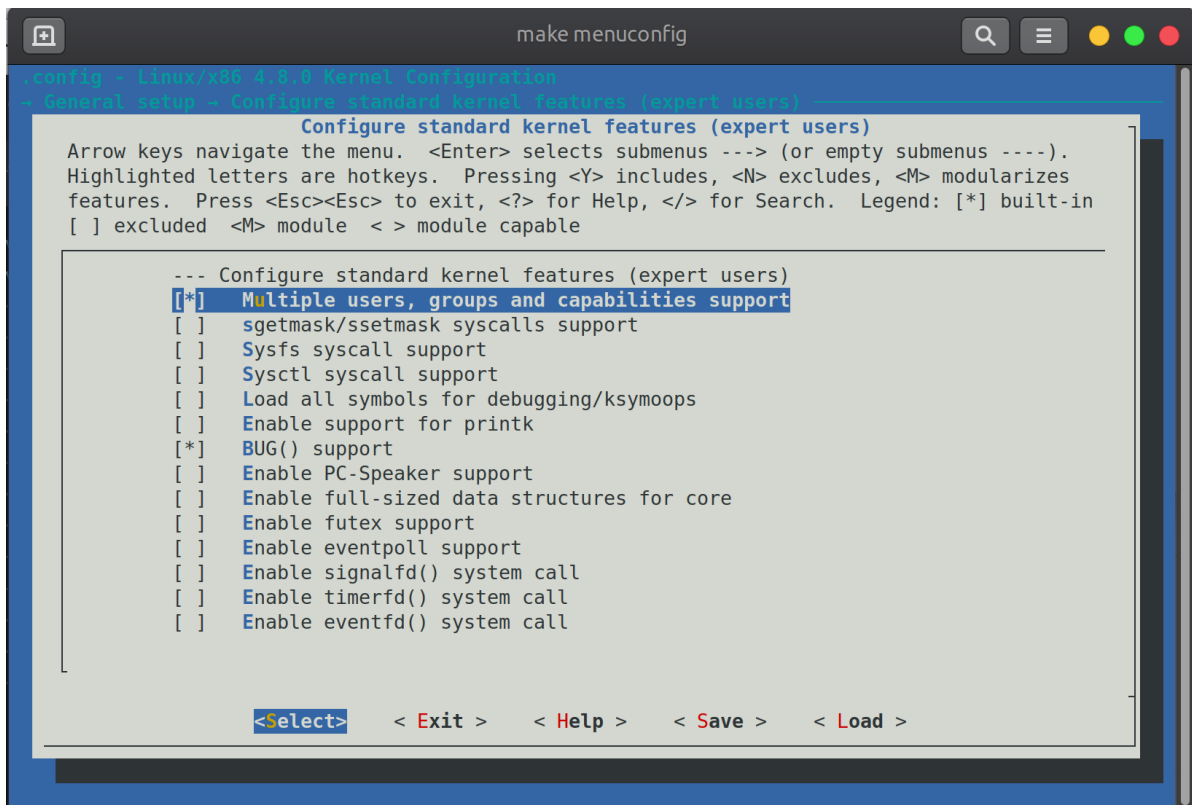 make menuconfig
.config - Linux/x86 4.8.0 Kernel Configuration
→ General setup → Configure standard kernel features (expert users)
Configure standard kernel features (expert users)
Arrow keys navigate the menu.  <Enter> selects submenus ---> (or empty submenus ----).
Highlighted letters are hotkeys.  Pressing <Y> includes, <N> excludes, <M> modularizes
features.  Press <Esc><Esc> to exit, <?> for Help, </> for Search.  Legend: [*] built-in
[ ] excluded  <M> module  < > module capable
--- Configure standard kernel features (expert users)
[*]   Multiple users, groups and capabilities support
[ ]   sgetmask/ssetmask syscalls support
[ ]   Sysfs syscall support
[ ]   Sysctl syscall support
[ ]   Load all symbols for debugging/ksymoops
[ ]   Enable support for printk
[*]   BUG() support
[ ]   Enable PC-Speaker support
[ ]   Enable full-sized data structures for core
[ ]   Enable futex support
[ ]   Enable eventpoll support
[ ]   Enable signalfd() system call
[ ]   Enable timerfd() system call
[ ]   Enable eventfd() system call
<Select>    < Exit >    < Help >    < Save >    < Load >